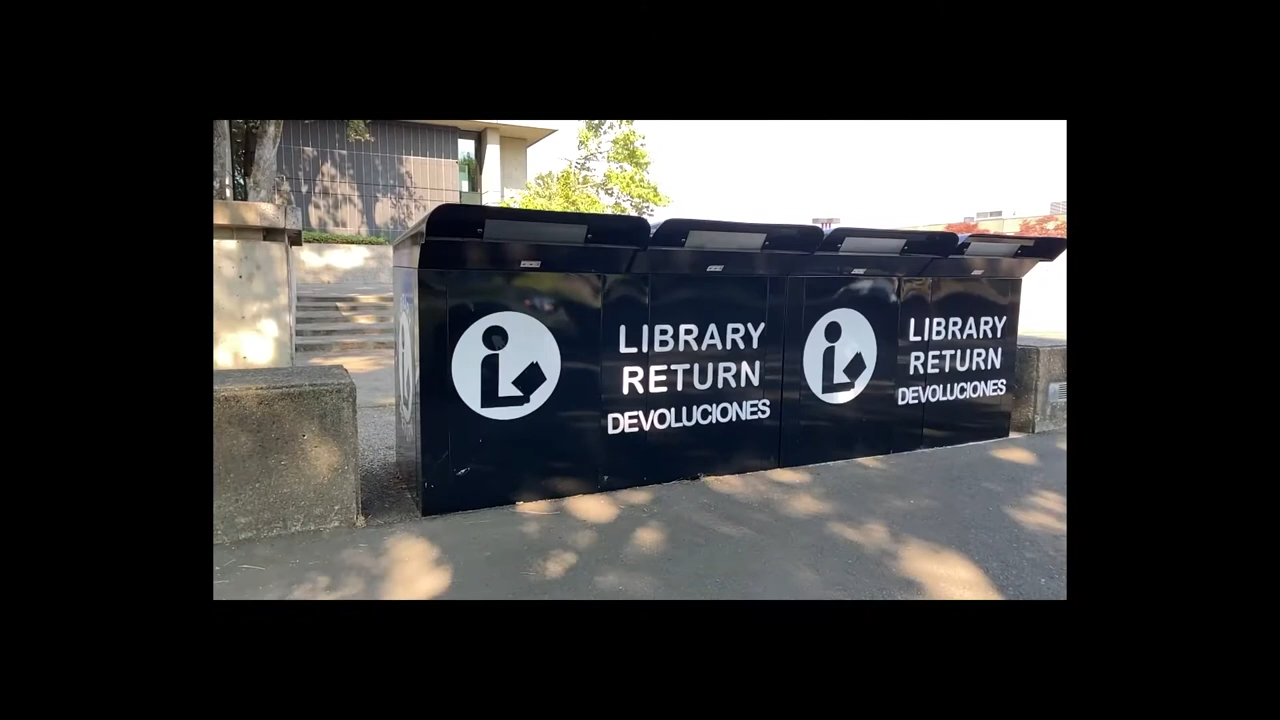 LIBRARY
RETURN
DEVOLUCIONES
LIBRARY
RETURN
DEVOLUCIONES